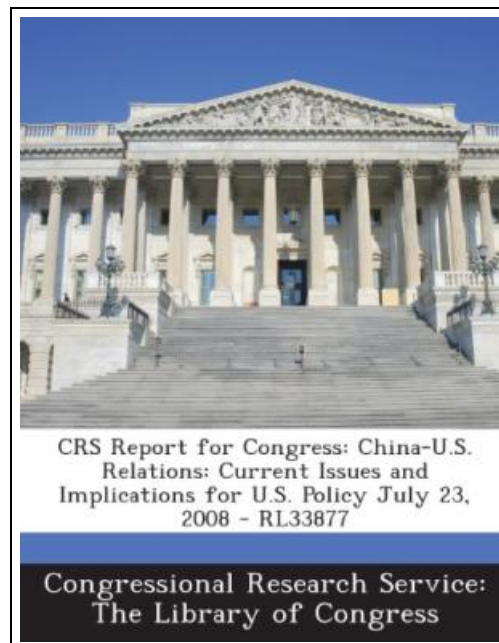 CRS Report for Congress: China-U.S.
Relations: Current Issues and
Implications for U.S. Policy July 23,
2008 - RL33877
Congressional Research Service:
The Library of Congress